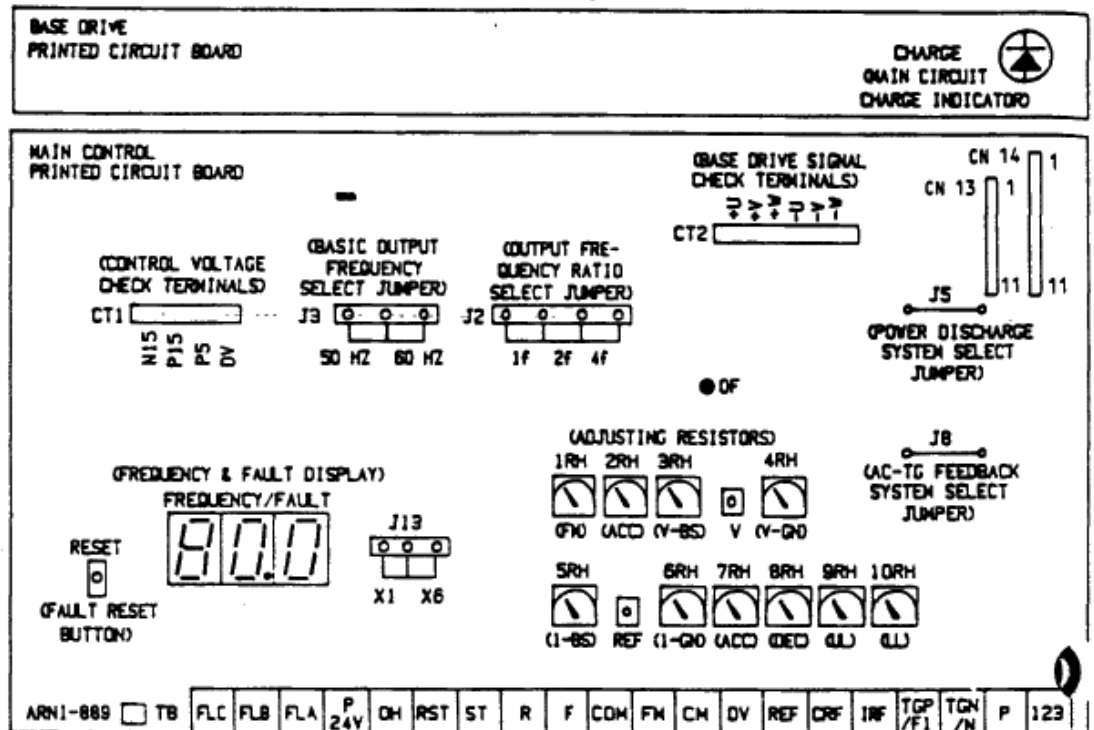 BASE DRIVE
PRINTED CIRCUIT BOARD
CHARGE
(MAIN CIRCUIT
CHARGE INDICATOR)
MAIN CONTROL
PRINTED CIRCUIT BOARD
(BASE DRIVE SIGNAL
CHECK TERMINALS)
+U +V +W -U -V -W
CT2
CN 14 1
CN 13 1
11 11
(CONTROL VOLTAGE
CHECK TERMINALS)
CT1
N15 P15 P5 0V
(BASIC OUTPUT
FREQUENCY
SELECT JUMPER)
J3
50 HZ 60 HZ
(OUTPUT FRE-
QUENCY RATIO
SELECT JUMPER)
J2
1f 2f 4f
J5
(POWER DISCHARGE
SYSTEM SELECT
JUMPER)
OF
J8
(AC-TG FEEDBACK
SYSTEM SELECT
JUMPER)
(FREQUENCY & FAULT DISPLAY)
FREQUENCY/FAULT
80.0
RESET
(FAULT RESET
BUTTON)
J13
X1 X6
(ADJUSTING RESISTORS)
1RH 2RH 3RH 4RH
(FM) (ACC) (V-BS) V (V-GN)
5RH 6RH 7RH 8RH 9RH 10RH
(1-BS) REF (1-GN) (ACC) (DEC) (UL) (LL)
ARN1-889 TB FLC FLB FLA P 24V OH RST ST R F COM FM CM OV REF CRF IRF TGP /F1 TGN /N P 123